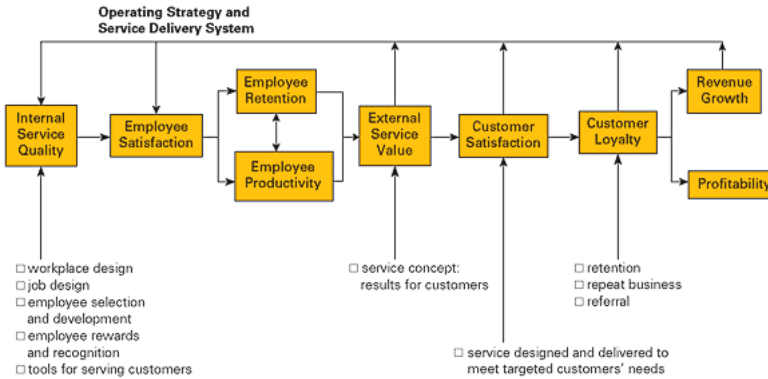 Operating Strategy and
Service Delivery System
Internal
Service
Quality
Employee
Satisfaction
Employee
Retention
Employee
Productivity
External
Service
Value
Customer
Satisfaction
Customer
Loyalty
Revenue
Growth
Profitability
□ workplace design
□ job design
□ employee selection
and development
□ employee rewards
and recognition
□ tools for serving customers
□ service concept:
results for customers
□ service designed and delivered to
meet targeted customers’ needs
□ retention
□ repeat business
□ referral